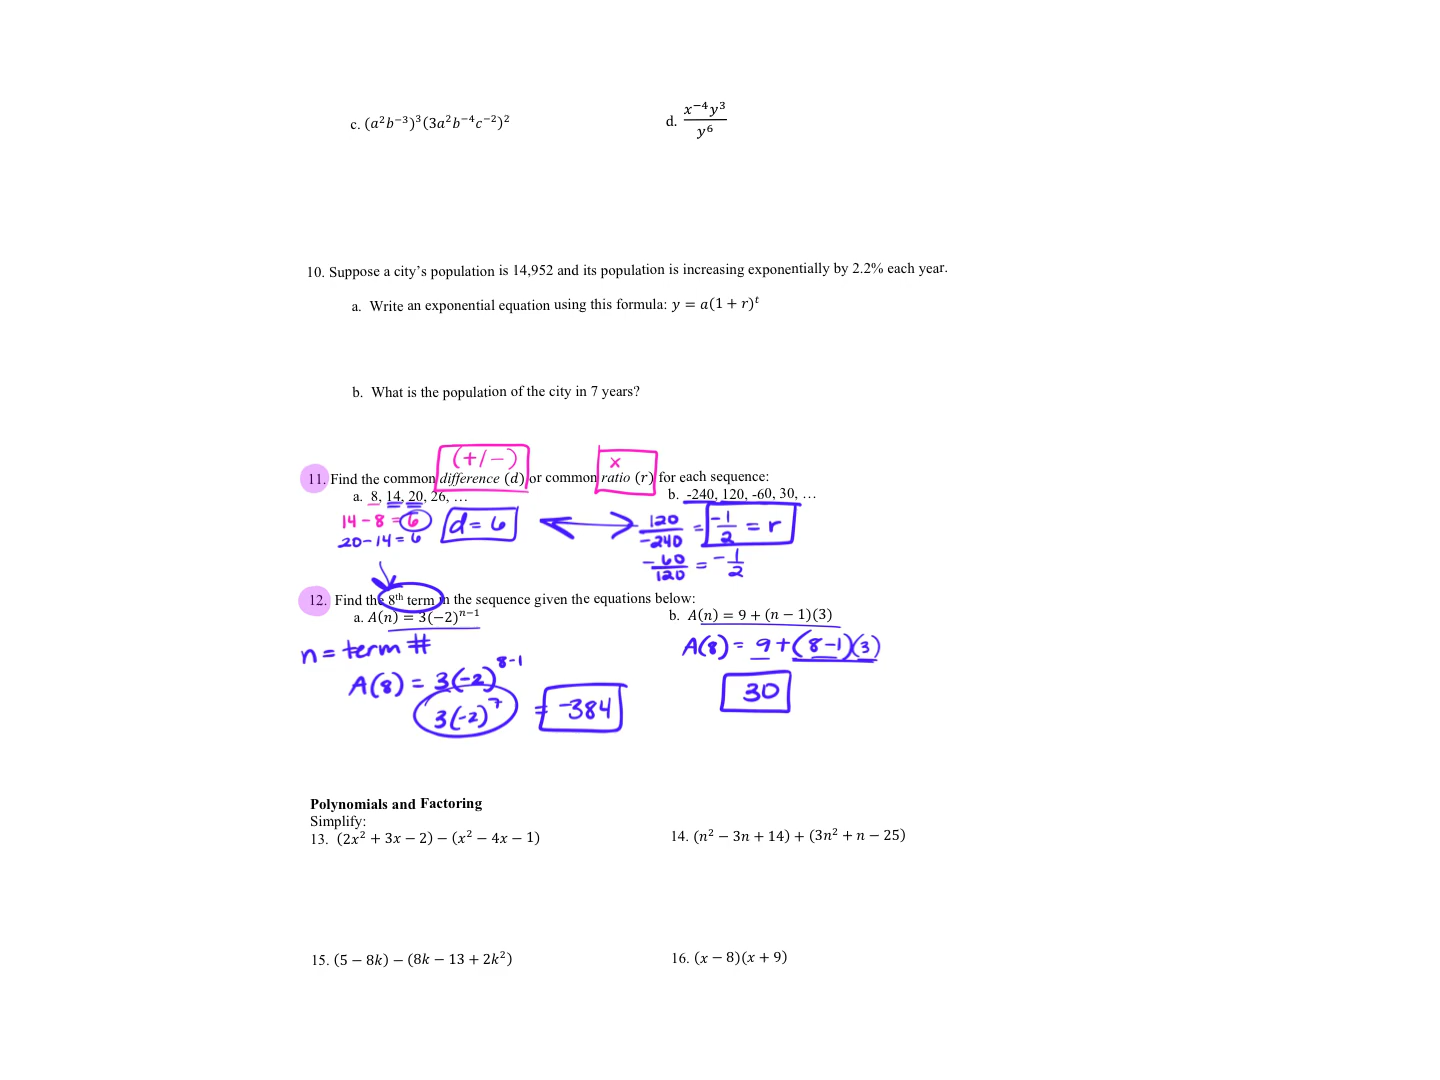 c. (a²b⁻³)³(3a²b⁻⁴c⁻²)²
d. x⁻⁴y³/y⁶
10. Suppose a city's population is 14,952 and its population is increasing exponentially by 2.2% each year.
a. Write an exponential equation using this formula: y = a(1 + r)ᵗ
b. What is the population of the city in 7 years?
(+/−)
x
11. Find the common difference (d) or common ratio (r) for each sequence:
a. 8, 14, 20, 26, …
b. -240, 120, -60, 30, …
14 − 8 = 6
20 − 14 = 6
d = 6
120/−240 = −1/2 = r
−60/120 = −1/2
12. Find the 8th term in the sequence given the equations below:
a. A(n) = 3(−2)ⁿ⁻¹
b. A(n) = 9 + (n − 1)(3)
n = term #
A(8) = 3(−2)⁸⁻¹
3(−2)⁷ = −384
A(8) = 9 + (8−1)(3)
30
Polynomials and Factoring
Simplify:
13. (2x² + 3x − 2) − (x² − 4x − 1)
14. (n² − 3n + 14) + (3n² + n − 25)
15. (5 − 8k) − (8k − 13 + 2k²)
16. (x − 8)(x + 9)